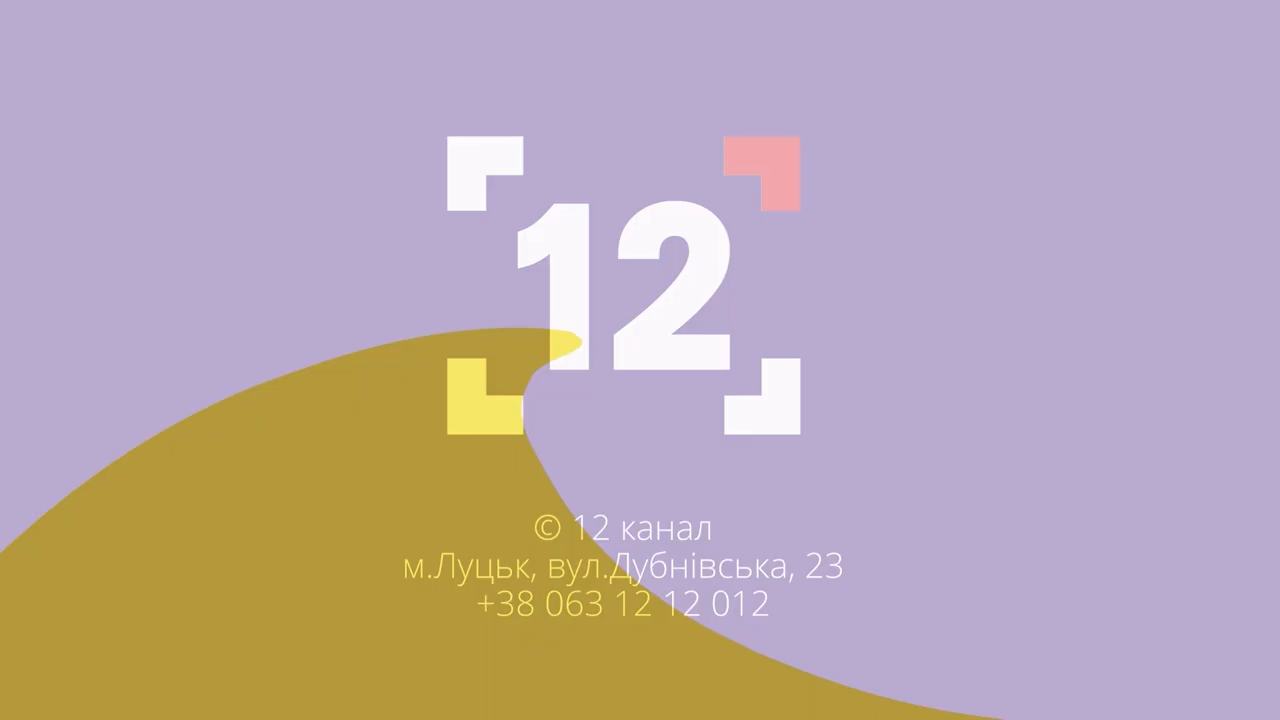 12
© 12 канал
м.Луцьк, вул.Дубнівська, 23
+38 063 12 12 012